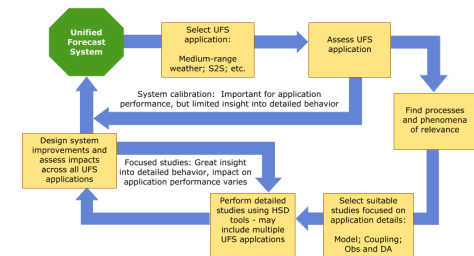 Unified
Forecast
System
Select UFS
application:
Medium-range
weather; S2S; etc.
Assess UFS
application
System calibration: Important for application
performance, but limited insight into detailed behavior
Find processes
and phenomena
of relevance
Design system
improvements and
assess impacts
across all UFS
applications
Focused studies: Great insight
into detailed behavior, impact on
application performance varies
Perform detailed
studies using HSD
tools - may
include multiple
UFS applcations
Select suitable
studies focused on
application details:
Model; Coupling;
Obs and DA